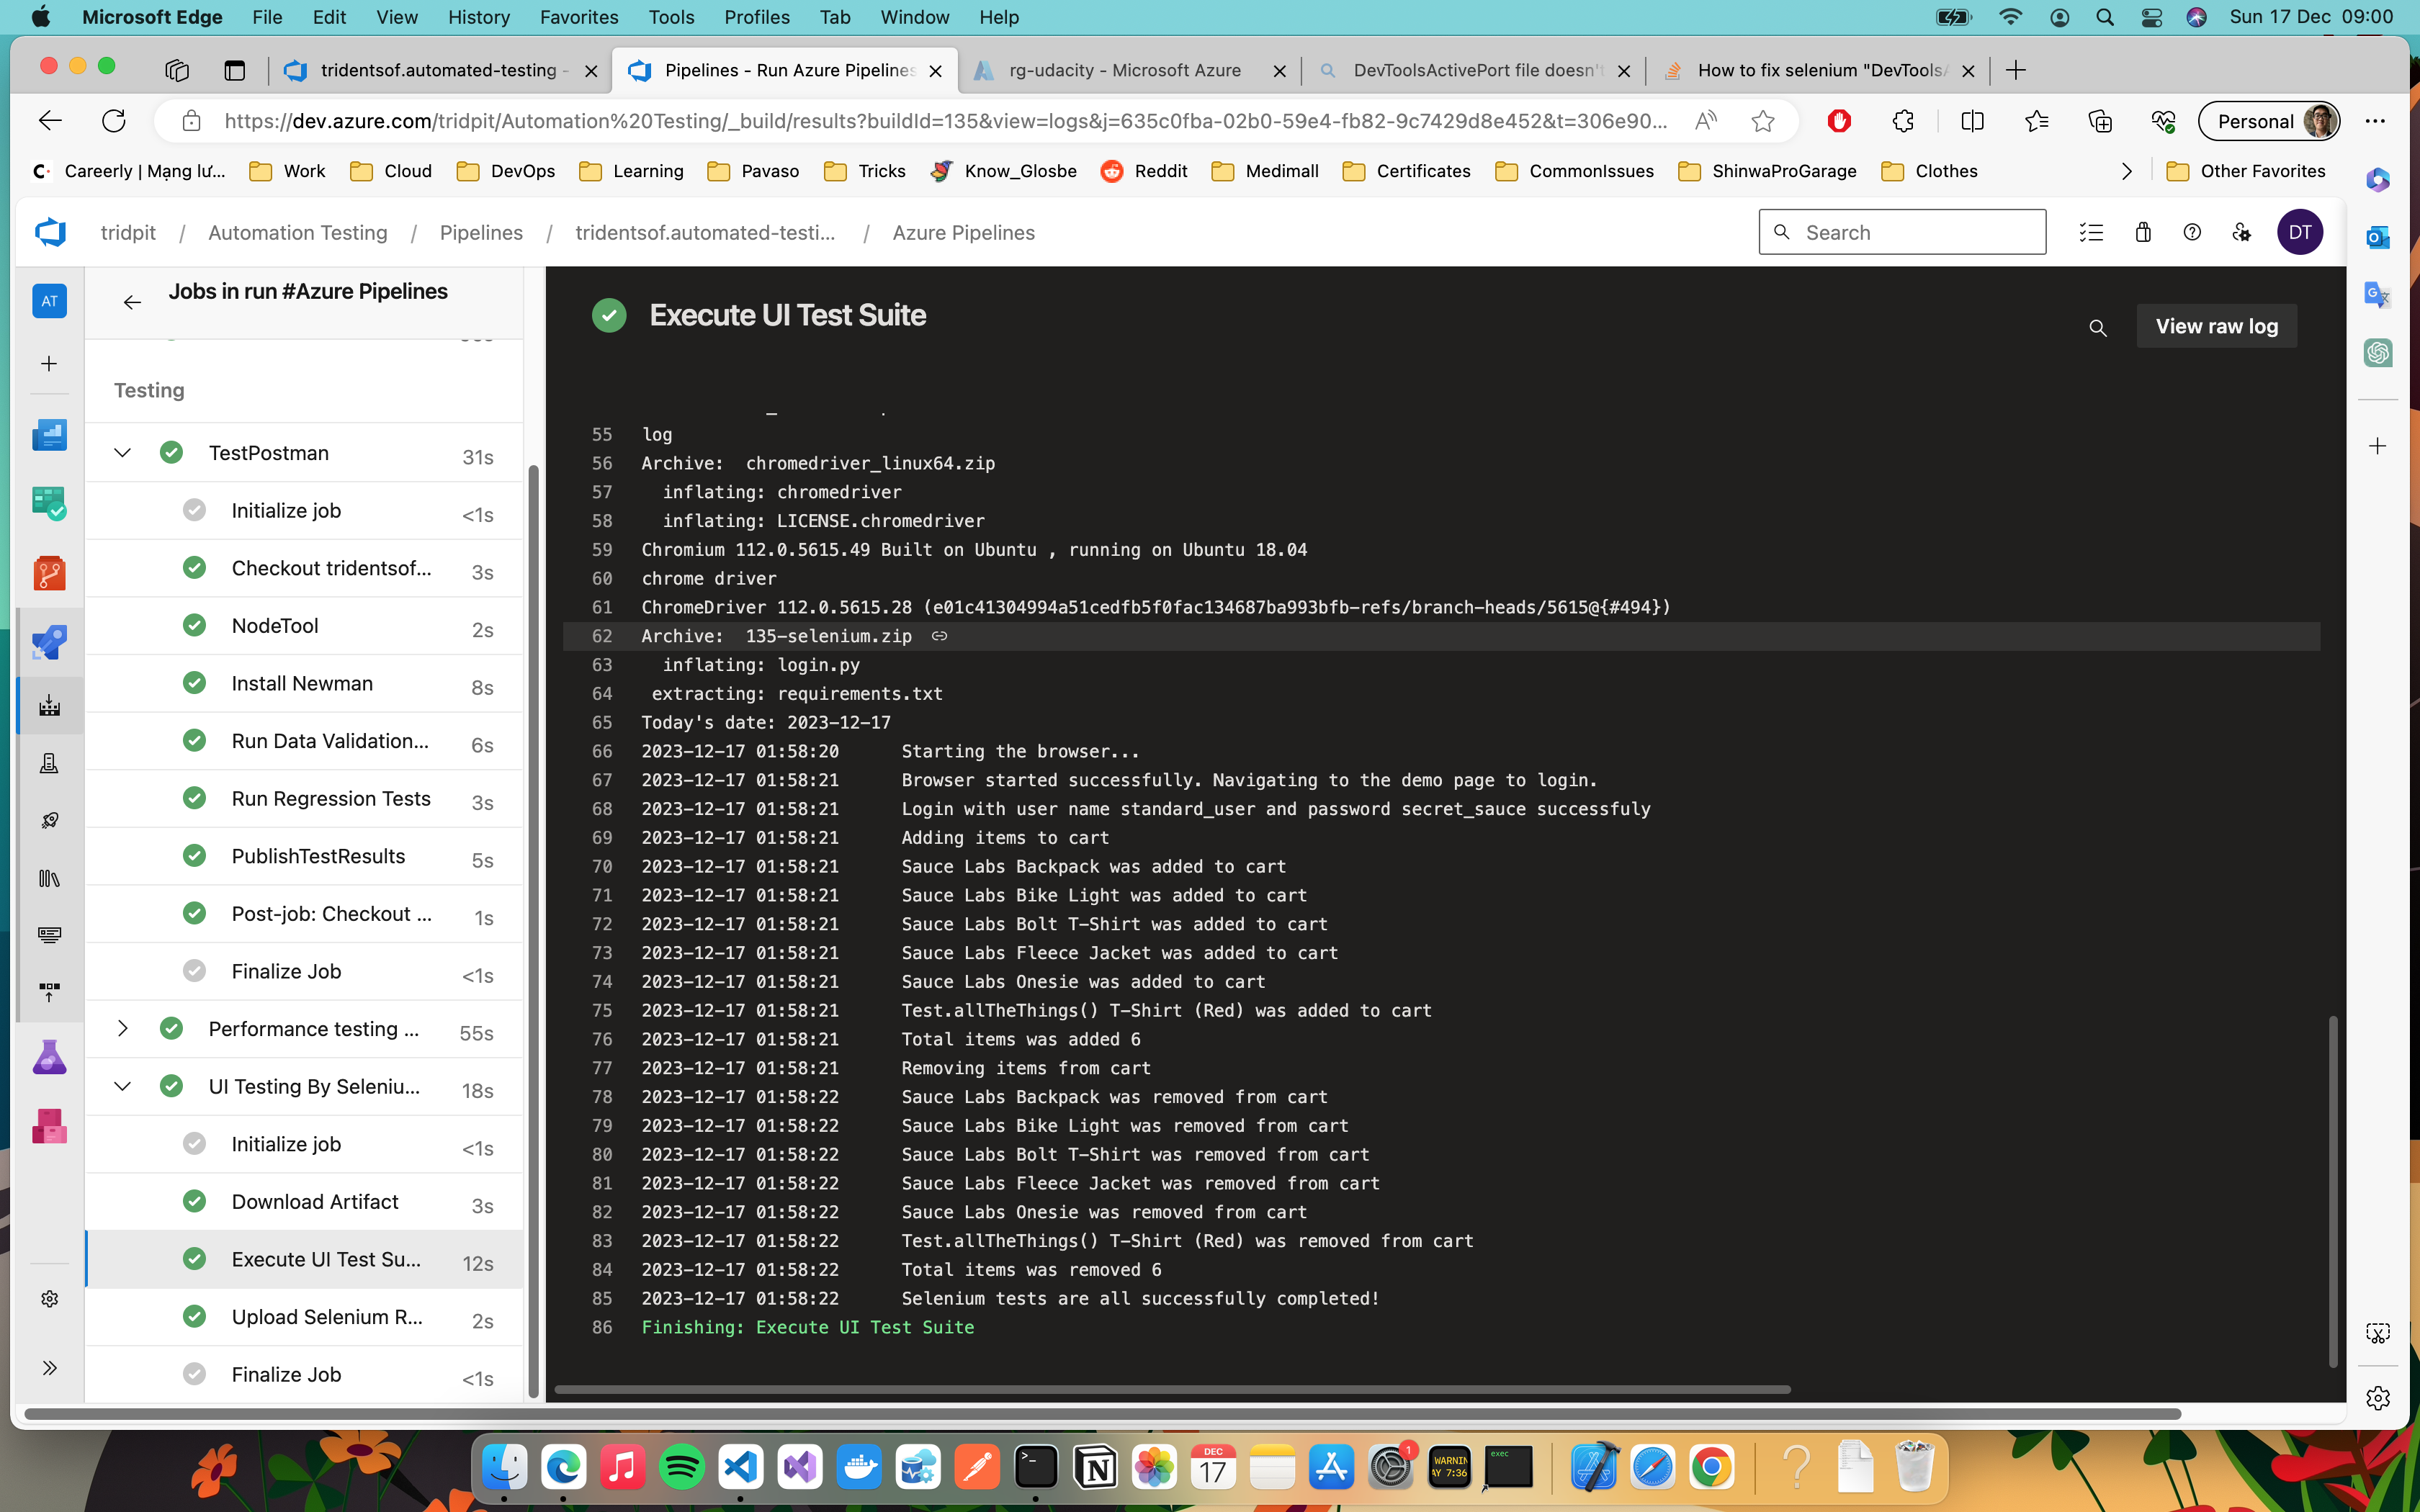 Microsoft Edge File Edit View History Favorites Tools Profiles Tab Window Help Sun 17 Dec 09:00
tridentsof.automated-testing - Pipelines - Run Azure Pipelines rg-udacity - Microsoft Azure DevToolsActivePort file doesn't How to fix selenium "DevToolsA
https://dev.azure.com/tridpit/Automation%20Testing/_build/results?buildId=135&view=logs&j=635c0fba-02b0-59e4-fb82-9c7429d8e452&t=306e90... Personal
Careerly | Mạng lư... Work Cloud DevOps Learning Pavaso Tricks Know_Glosbe Reddit Medimall Certificates CommonIssues ShinwaProGarage Clothes Other Favorites
tridpit / Automation Testing / Pipelines / tridentsof.automated-testi... / Azure Pipelines Search DT
AT
Jobs in run #Azure Pipelines
Testing
TestPostman 31s
Initialize job <1s
Checkout tridentsof... 3s
NodeTool 2s
Install Newman 8s
Run Data Validation... 6s
Run Regression Tests 3s
PublishTestResults 5s
Post-job: Checkout ... 1s
Finalize Job <1s
Performance testing ... 55s
UI Testing By Seleniu... 18s
Initialize job <1s
Download Artifact 3s
Execute UI Test Su... 12s
Upload Selenium R... 2s
Finalize Job <1s
Execute UI Test Suite
View raw log
55 log
56 Archive:  chromedriver_linux64.zip
57 inflating: chromedriver
58 inflating: LICENSE.chromedriver
59 Chromium 112.0.5615.49 Built on Ubuntu , running on Ubuntu 18.04
60 chrome driver
61 ChromeDriver 112.0.5615.28 (e01c41304994a51cedfb5f0fac134687ba993bfb-refs/branch-heads/5615@{#494})
62 Archive:  135-selenium.zip
63 inflating: login.py
64 extracting: requirements.txt
65 Today's date: 2023-12-17
66 2023-12-17 01:58:20 Starting the browser...
67 2023-12-17 01:58:21 Browser started successfully. Navigating to the demo page to login.
68 2023-12-17 01:58:21 Login with user name standard_user and password secret_sauce successfuly
69 2023-12-17 01:58:21 Adding items to cart
70 2023-12-17 01:58:21 Sauce Labs Backpack was added to cart
71 2023-12-17 01:58:21 Sauce Labs Bike Light was added to cart
72 2023-12-17 01:58:21 Sauce Labs Bolt T-Shirt was added to cart
73 2023-12-17 01:58:21 Sauce Labs Fleece Jacket was added to cart
74 2023-12-17 01:58:21 Sauce Labs Onesie was added to cart
75 2023-12-17 01:58:21 Test.allTheThings() T-Shirt (Red) was added to cart
76 2023-12-17 01:58:21 Total items was added 6
77 2023-12-17 01:58:21 Removing items from cart
78 2023-12-17 01:58:22 Sauce Labs Backpack was removed from cart
79 2023-12-17 01:58:22 Sauce Labs Bike Light was removed from cart
80 2023-12-17 01:58:22 Sauce Labs Bolt T-Shirt was removed from cart
81 2023-12-17 01:58:22 Sauce Labs Fleece Jacket was removed from cart
82 2023-12-17 01:58:22 Sauce Labs Onesie was removed from cart
83 2023-12-17 01:58:22 Test.allTheThings() T-Shirt (Red) was removed from cart
84 2023-12-17 01:58:22 Total items was removed 6
85 2023-12-17 01:58:22 Selenium tests are all successfully completed!
86 Finishing: Execute UI Test Suite
DEC
17
1
WARNIN
AY 7:36
exec